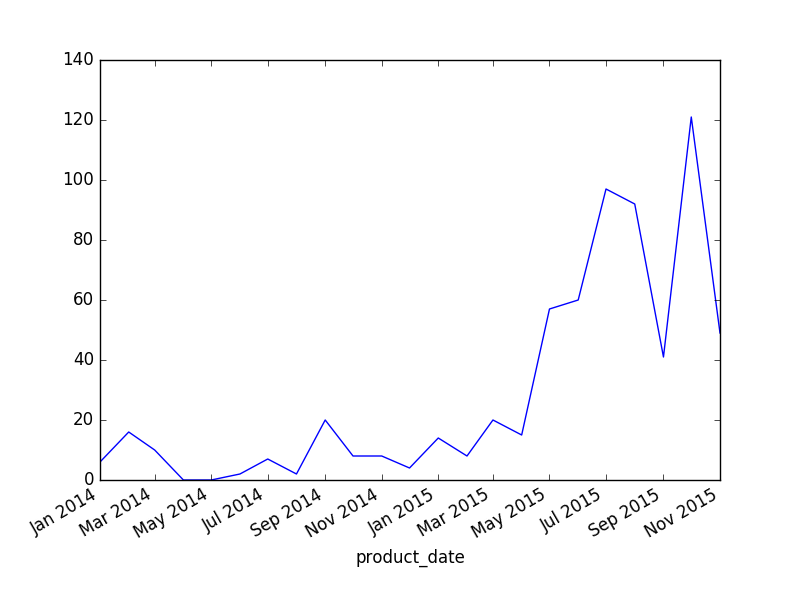 140
120
100
80
60
40
20
0
Jan 2014
Mar 2014
May 2014
Jul 2014
Sep 2014
Nov 2014
Jan 2015
Mar 2015
May 2015
Jul 2015
Sep 2015
Nov 2015
product_date